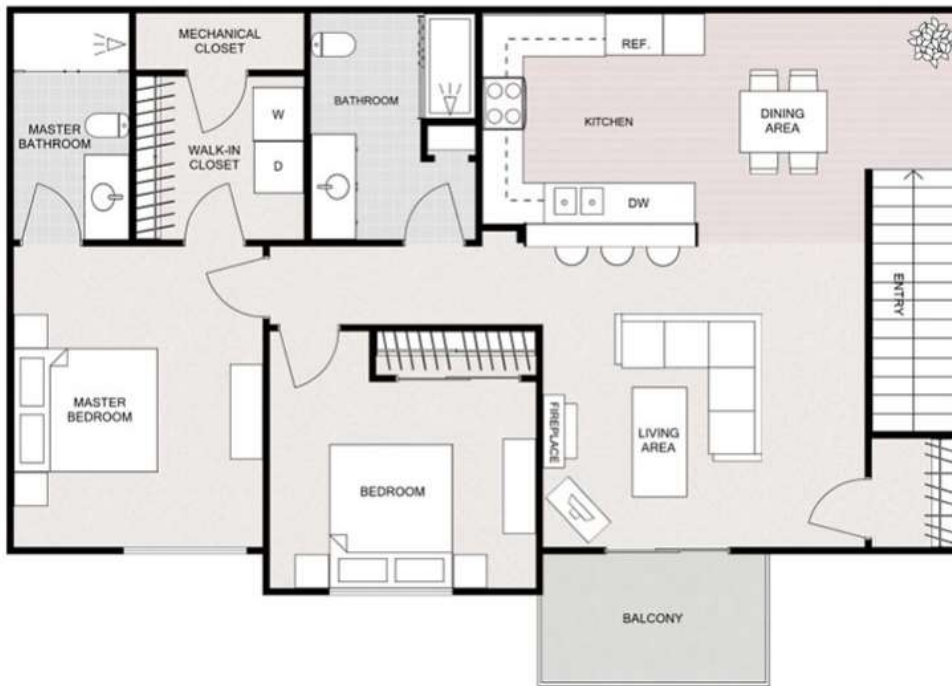 MECHANICAL
CLOSET
REF.
BATHROOM
W
KITCHEN
DINING
AREA
MASTER
BATHROOM
WALK-IN
CLOSET
D
DW
ENTRY
MASTER
BEDROOM
FIREPLACE
LIVING
AREA
BEDROOM
BALCONY